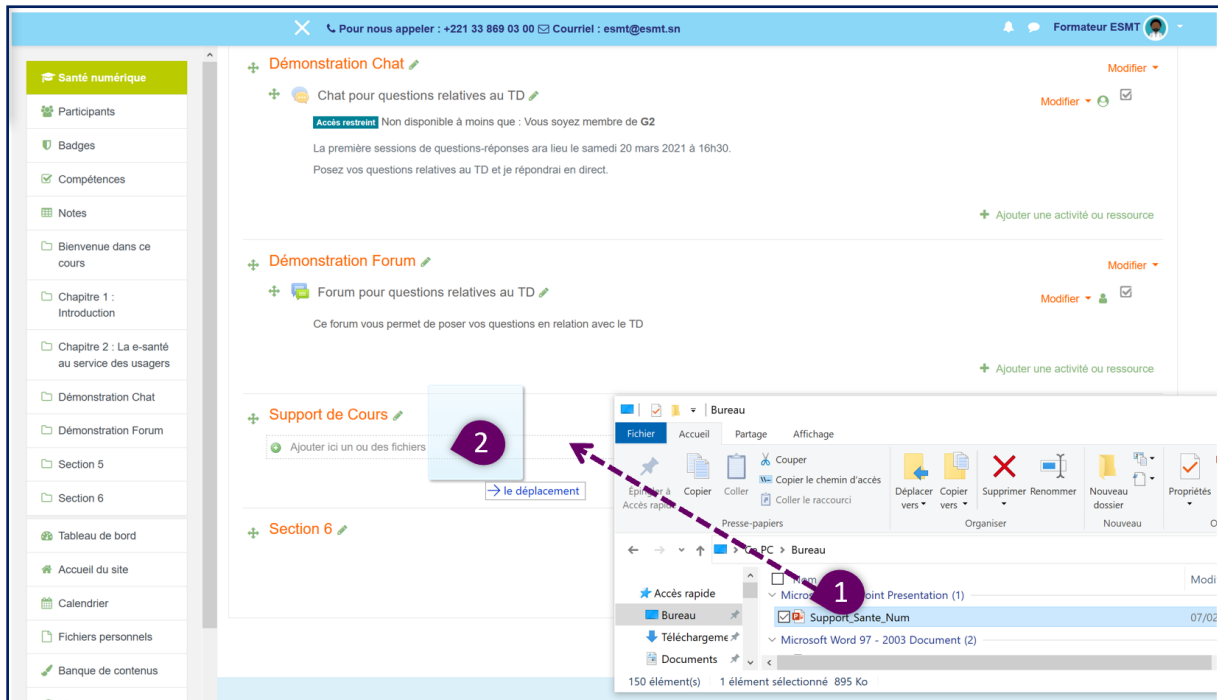 Pour nous appeler : +221 33 869 03 00 Courriel : esmt@esmt.sn
Formateur ESMT
Santé numérique
Participants
Badges
Compétences
Notes
Bienvenue dans ce
cours
Chapitre 1 :
Introduction
Chapitre 2 : La e-santé
au service des usagers
Démonstration Chat
Démonstration Forum
Section 5
Section 6
Tableau de bord
Accueil du site
Calendrier
Fichiers personnels
Banque de contenus
Démonstration Chat
Modifier
Chat pour questions relatives au TD
Modifier
Accès restreint Non disponible à moins que : Vous soyez membre de G2
La première sessions de questions-réponses ara lieu le samedi 20 mars 2021 à 16h30.
Posez vos questions relatives au TD et je répondrai en direct.
Ajouter une activité ou ressource
Démonstration Forum
Modifier
Forum pour questions relatives au TD
Modifier
Ce forum vous permet de poser vos questions en relation avec le TD
Ajouter une activité ou ressource
Support de Cours
Ajouter ici un ou des fichiers
2
le déplacement
Section 6
Bureau
Fichier Accueil Partage Affichage
Épingler à
Accès rapide
Copier
Coller
Couper
Copier le chemin d'accès
Coller le raccourci
Presse-papiers
Déplacer
vers
Copier
vers
Supprimer
Renommer
Organiser
Nouveau
dossier
Nouveau
Propriétés
Ce PC > Bureau
Nom
Modi
1
Accès rapide
Bureau
Téléchargeme
Documents
Support_Sante_Num
07/02
Microsoft Word 97 - 2003 Document (2)
150 élément(s) 1 élément sélectionné 895 Ko